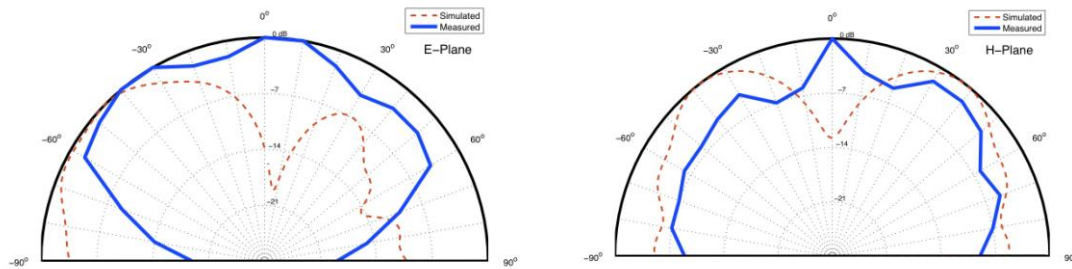 0°
Simulated
Measured
0 dB
E-Plane
-30°
30°
-7
-60°
60°
-14
-21
-90°
90°
0°
Simulated
Measured
0 dB
H-Plane
-30°
30°
-7
-60°
60°
-14
-21
-90°
90